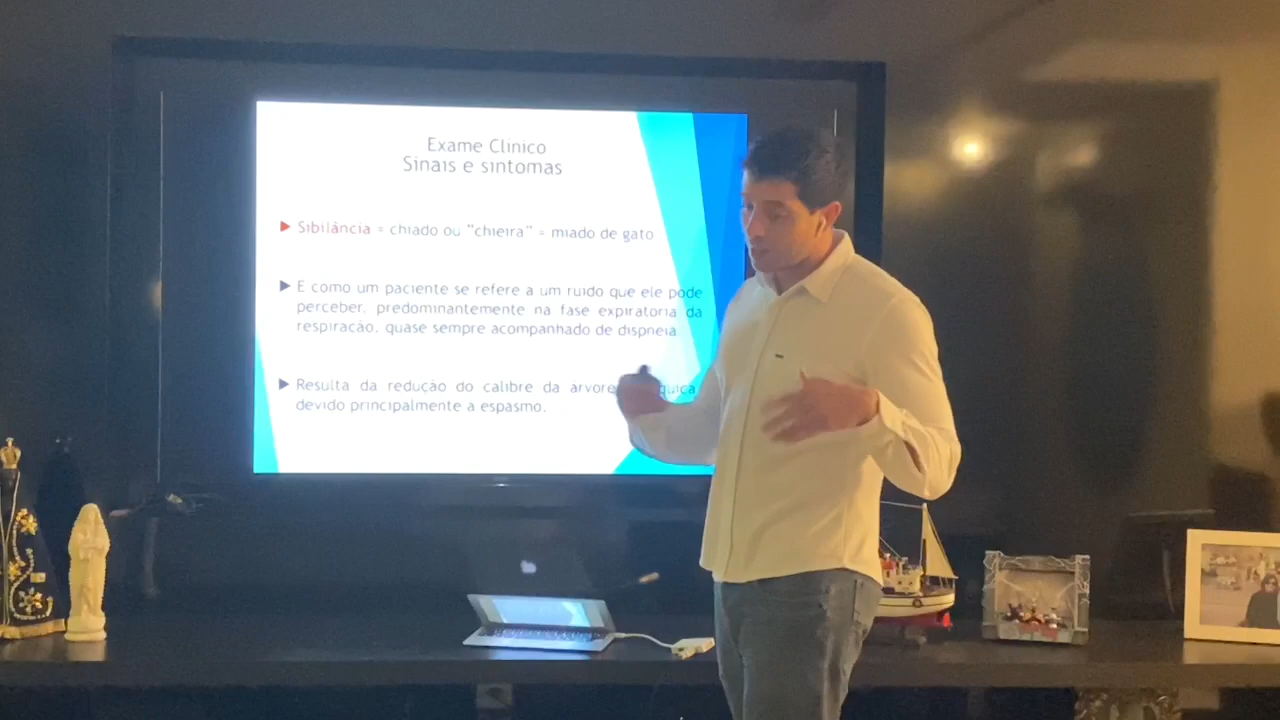 Exame Clínico
Sinais e sintomas
Sibilância = chiado ou "chieira" = miado de gato
É como um paciente se refere a um ruído que ele pode
perceber, predominantemente na fase expiratória da
respiração, quase sempre acompanhado de dispneia.
Resulta da redução do calibre da árvore
devido principalmente a espasmo.